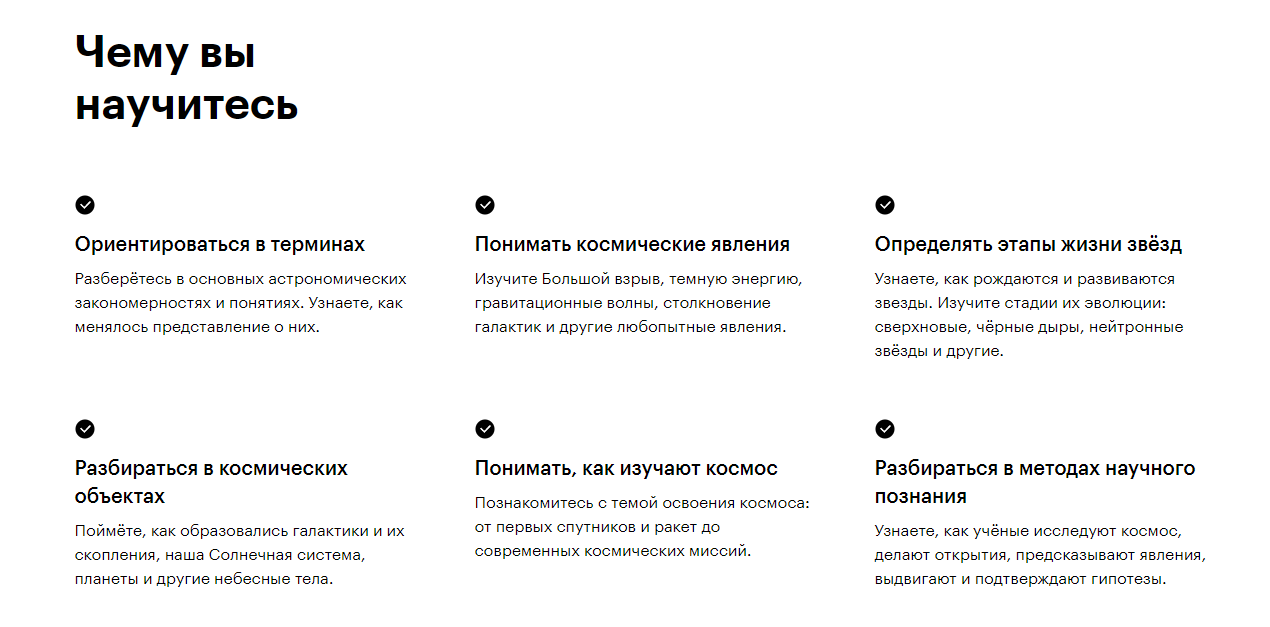 Чему вы
научитесь
Ориентироваться в терминах
Разберётесь в основных астрономических
закономерностях и понятиях. Узнаете, как
менялось представление о них.
Понимать космические явления
Изучите Большой взрыв, темную энергию,
гравитационные волны, столкновение
галактик и другие любопытные явления.
Определять этапы жизни звёзд
Узнаете, как рождаются и развиваются
звезды. Изучите стадии их эволюции:
сверхновые, чёрные дыры, нейтронные
звёзды и другие.
Разбираться в космических
объектах
Поймёте, как образовались галактики и их
скопления, наша Солнечная система,
планеты и другие небесные тела.
Понимать, как изучают космос
Познакомитесь с темой освоения космоса:
от первых спутников и ракет до
современных космических миссий.
Разбираться в методах научного
познания
Узнаете, как учёные исследуют космос,
делают открытия, предсказывают явления,
выдвигают и подтверждают гипотезы.